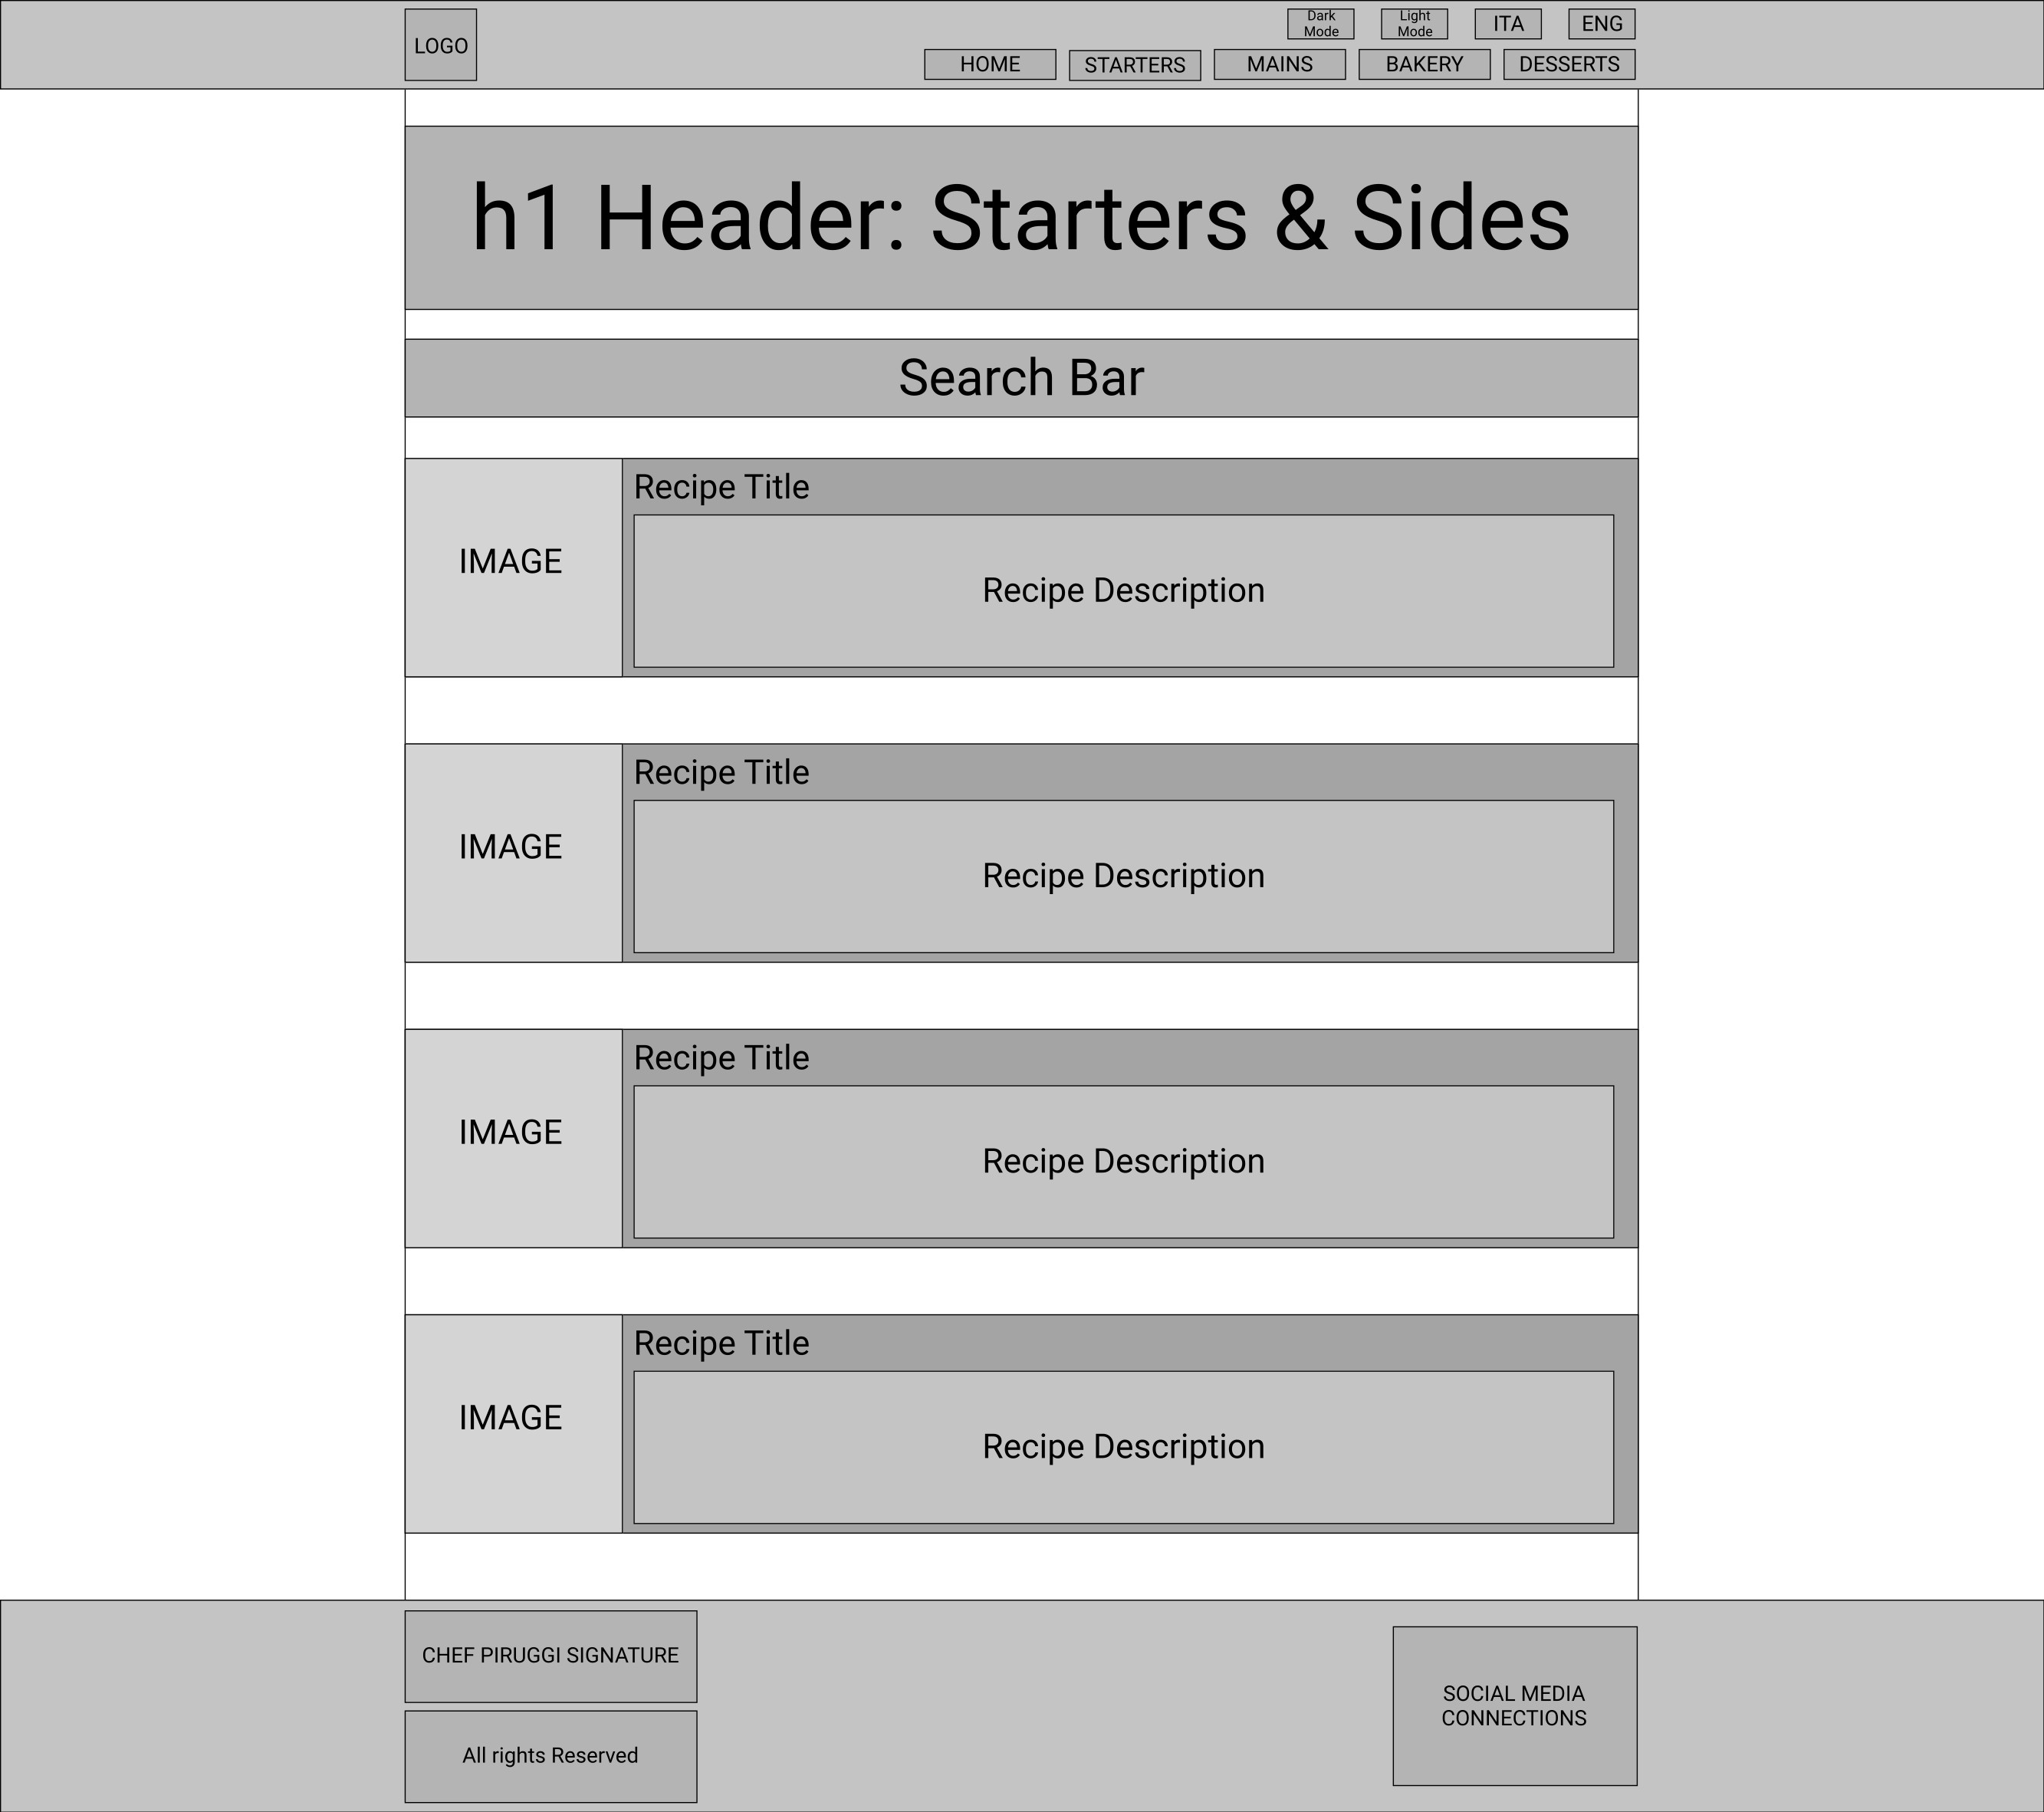 LOGO
Dark
Mode
Light
Mode
ITA
ENG
HOME
STARTERS
MAINS
BAKERY
DESSERTS
h1 Header: Starters & Sides
Search Bar
Recipe Title
IMAGE
Recipe Description
Recipe Title
IMAGE
Recipe Description
Recipe Title
IMAGE
Recipe Description
Recipe Title
IMAGE
Recipe Description
CHEF PIRUGGI SIGNATURE
All rights Reserved
SOCIAL MEDIA
CONNECTIONS